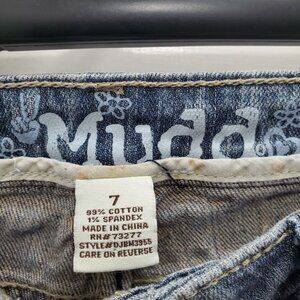 Mudd
7
99% COTTON
1% SPANDEX
MADE IN CHINA
RN#73277
STYLE#DJBM3955
CARE ON REVERSE